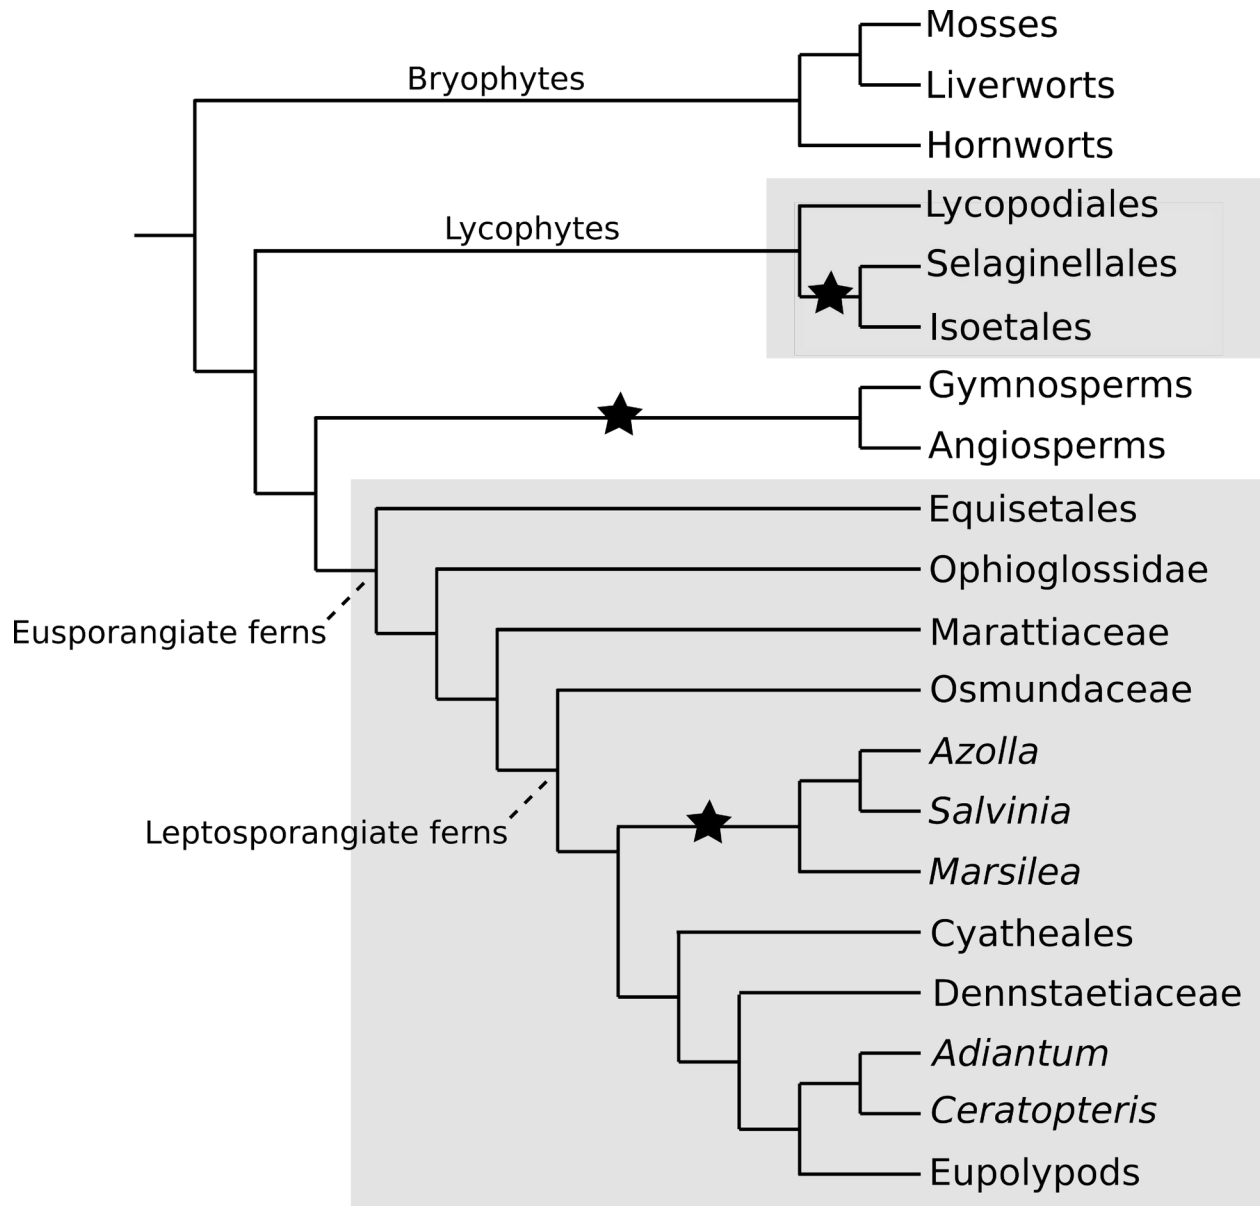 Mosses
Bryophytes
Liverworts
Hornworts
Lycopodiales
Lycophytes
Selaginellales
Isoetales
Gymnosperms
Angiosperms
Equisetales
Ophioglossidae
Eusporangiate ferns
Marattiaceae
Osmundaceae
Azolla
Salvinia
Leptosporangiate ferns
Marsilea
Cyatheales
Dennstaetiaceae
Adiantum
Ceratopteris
Eupolypods